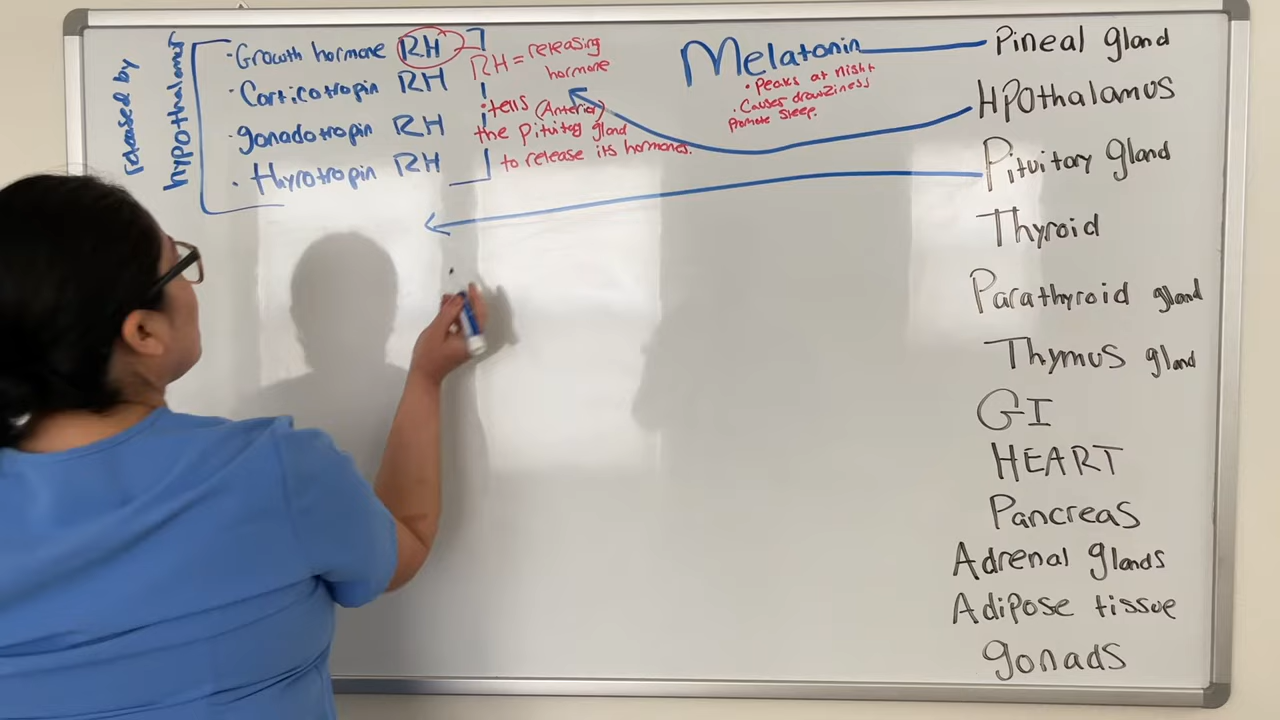 released by
hypothalamus
·Growth hormone RH
·Corticotropin RH
·gonadotropin RH
· Thyrotropin RH
RH = releasing
hormone
·tells (Anterior)
the pituitary gland
to release its hormones.
Melatonin
· Peaks at night
· Causes drowziness
Promote sleep.
Pineal gland
HPothalamus
Pituitary gland
Thyroid
Parathyroid gland
Thymus gland
GI
HEART
Pancreas
Adrenal glands
Adipose tissue
gonads